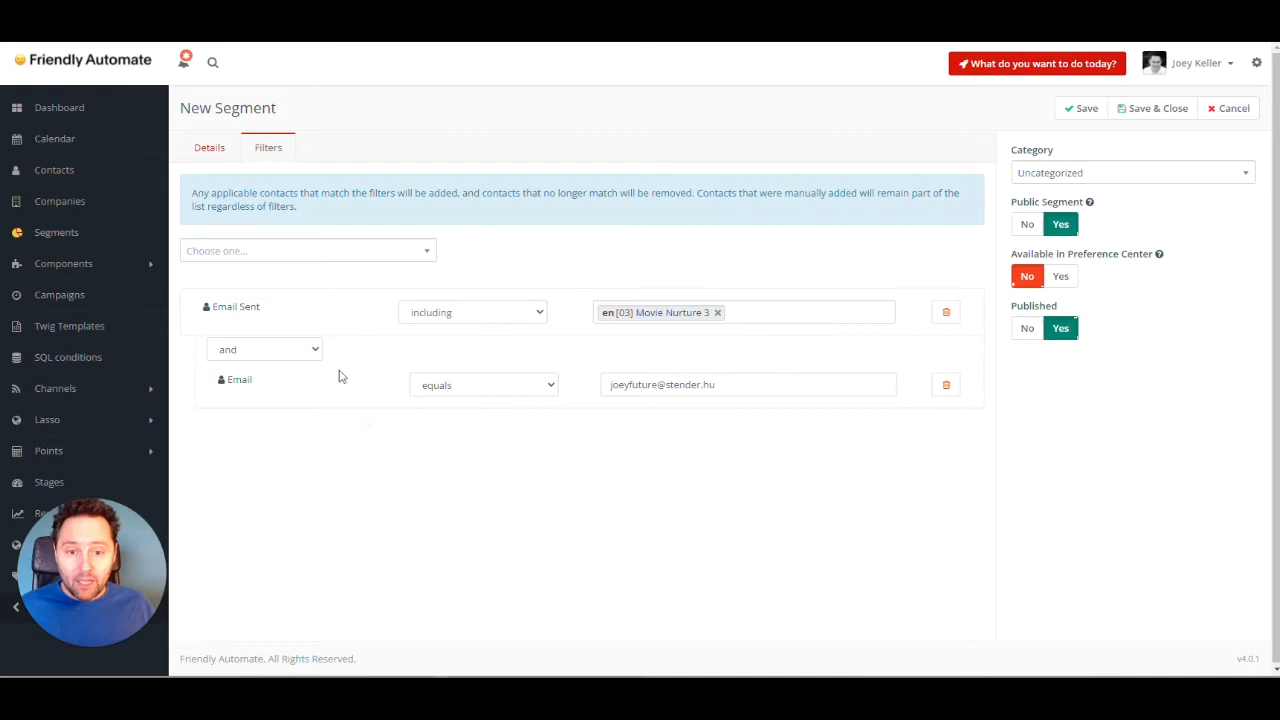 Friendly Automate
What do you want to do today?
Joey Keller
Dashboard
Calendar
Contacts
Companies
Segments
Components
Campaigns
Twig Templates
SQL conditions
Channels
Lasso
Points
Stages
New Segment
Save
Save & Close
Cancel
Details
Filters
Any applicable contacts that match the filters will be added, and contacts that no longer match will be removed. Contacts that were manually added will remain part of the
list regardless of filters.
Choose one...
Email Sent
including
en [03] Movie Nurture 3
and
Email
equals
joeyfuture@stender.hu
Category
Uncategorized
Public Segment
No
Yes
Available in Preference Center
No
Yes
Published
No
Yes
Friendly Automate. All Rights Reserved.
v4.0.1